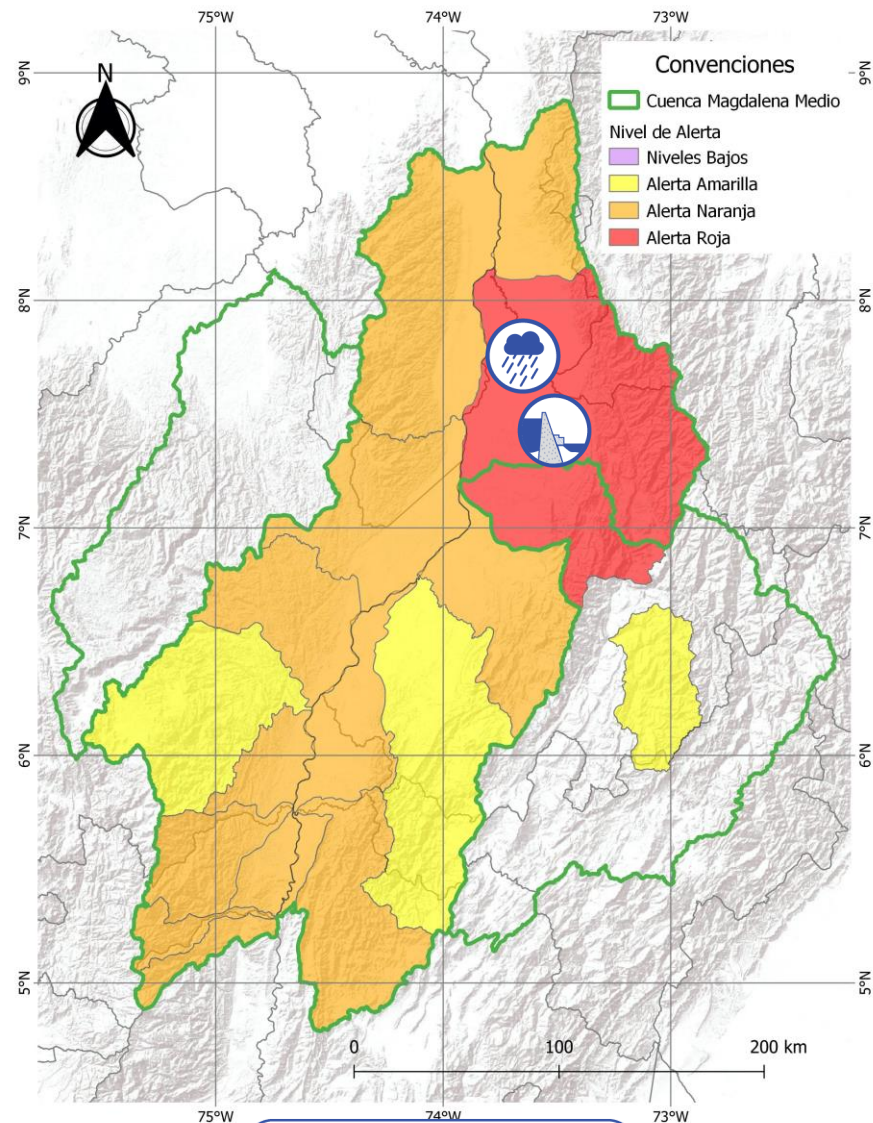 75°W 74°W 73°W
N
Convenciones
Cuenca Magdalena Medio
Nivel de Alerta
Niveles Bajos
Alerta Amarilla
Alerta Naranja
Alerta Roja
9°N 9°N
8°N 8°N
7°N 7°N
6°N 6°N
5°N 5°N
0 100 200 km
75°W 74°W 73°W